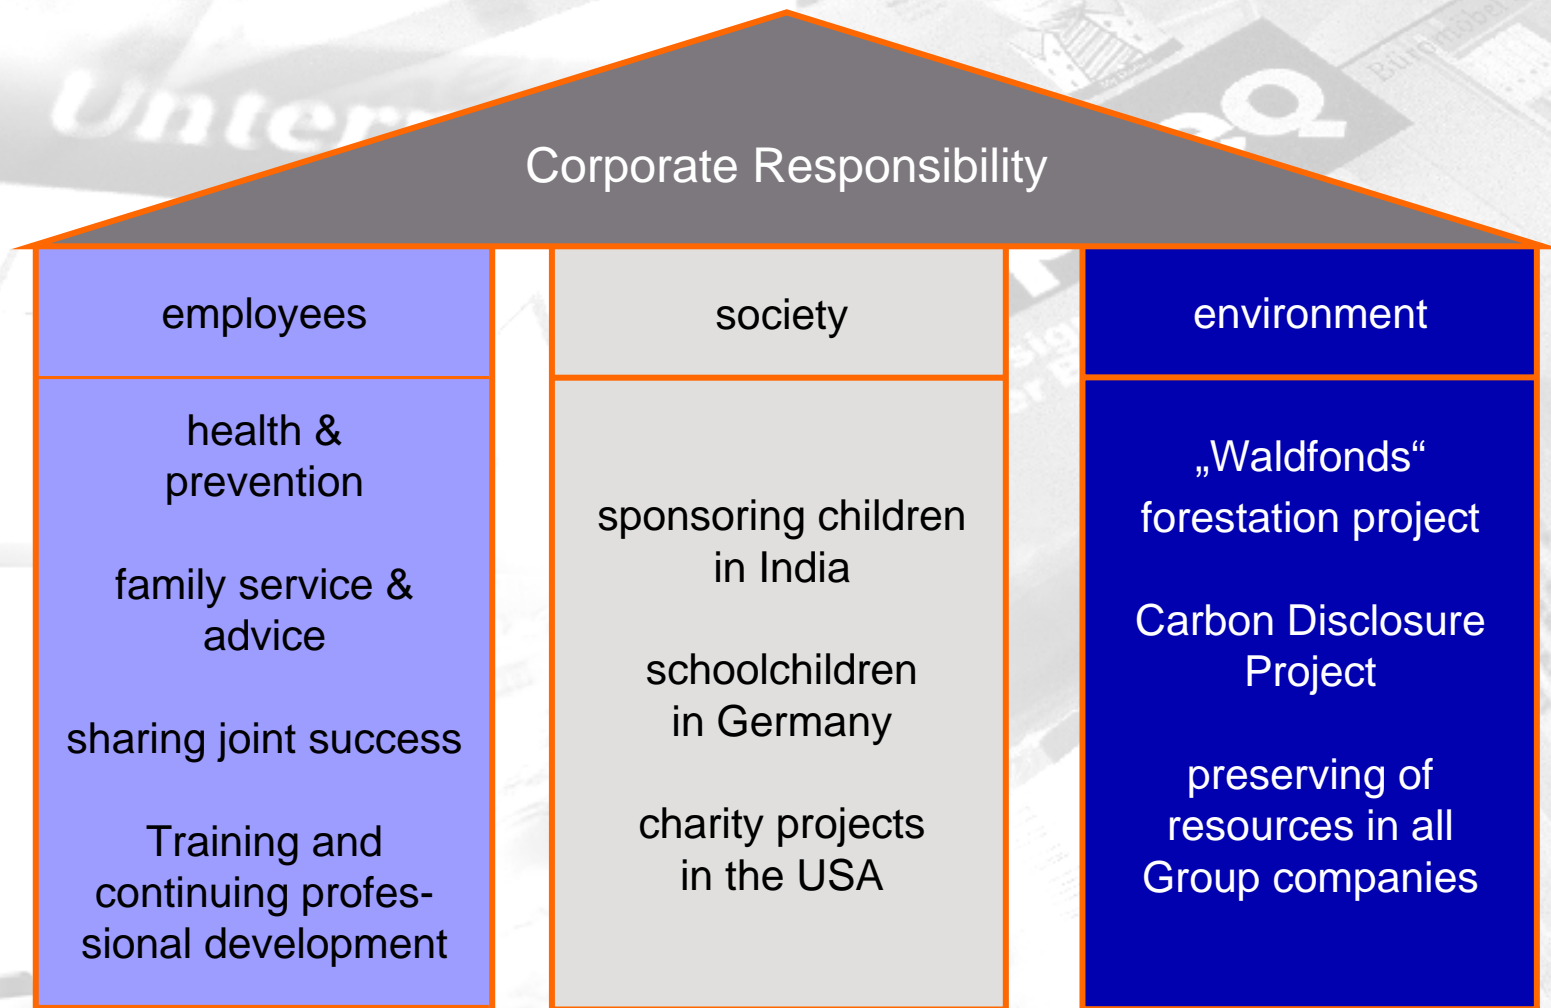 Corporate Responsibility
employees
health &
prevention
family service &
advice
sharing joint success
Training and
continuing profes-
sional development
society
sponsoring children
in India
schoolchildren
in Germany
charity projects
in the USA
environment
„Waldfonds“
forestation project
Carbon Disclosure
Project
preserving of
resources in all
Group companies
Büromöbel